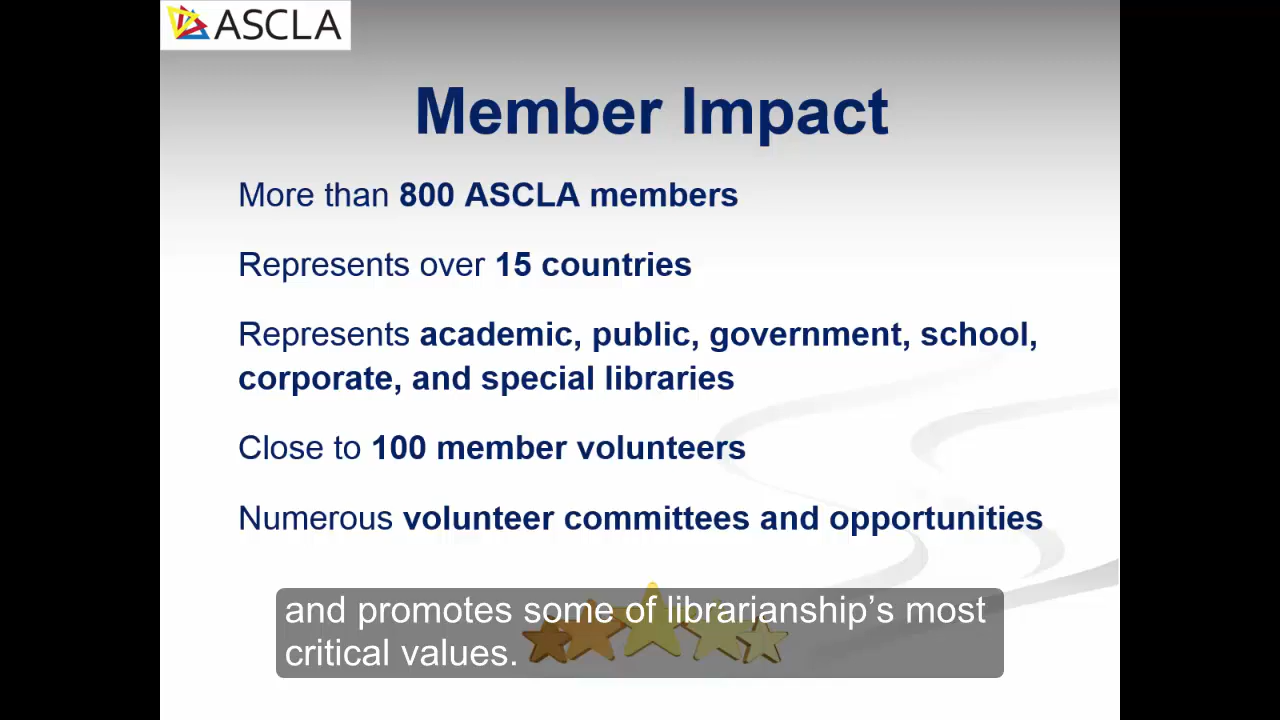 ASCLA
Member Impact
More than 800 ASCLA members
Represents over 15 countries
Represents academic, public, government, school,
corporate, and special libraries
Close to 100 member volunteers
Numerous volunteer committees and opportunities
and promotes some of librarianship’s most
critical values.